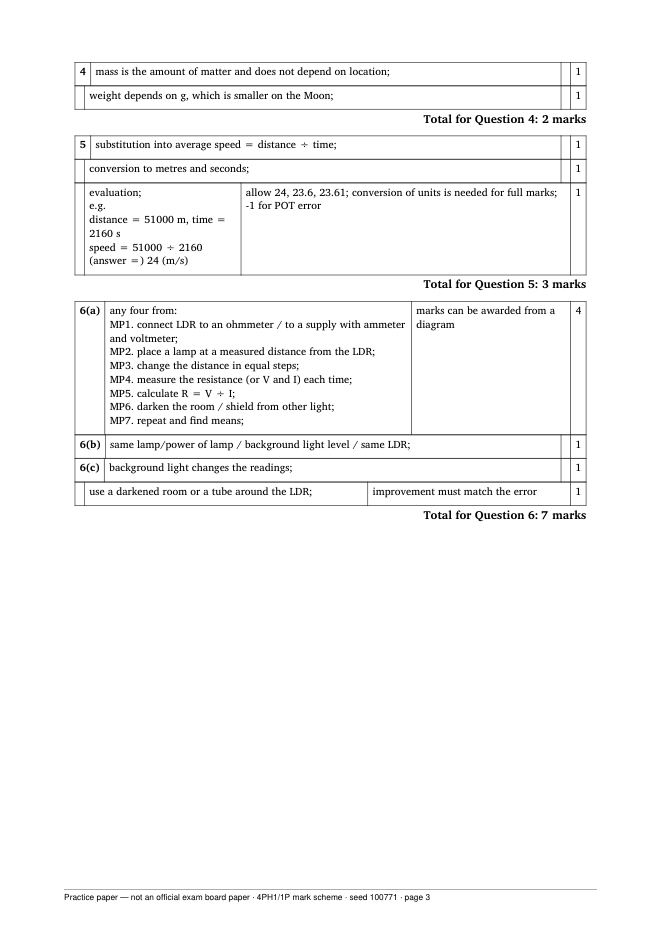 4 mass is the amount of matter and does not depend on location; 1
weight depends on g, which is smaller on the Moon; 1
Total for Question 4: 2 marks
5 substitution into average speed = distance ÷ time; 1
conversion to metres and seconds; 1
evaluation; allow 24, 23.6, 23.61; conversion of units is needed for full marks; 1
e.g. -1 for POT error
distance = 51000 m, time =
2160 s
speed = 51000 ÷ 2160
(answer =) 24 (m/s)
Total for Question 5: 3 marks
6(a) any four from: marks can be awarded from a 4
MP1. connect LDR to an ohmmeter / to a supply with ammeter diagram
and voltmeter;
MP2. place a lamp at a measured distance from the LDR;
MP3. change the distance in equal steps;
MP4. measure the resistance (or V and I) each time;
MP5. calculate R = V ÷ I;
MP6. darken the room / shield from other light;
MP7. repeat and find means;
6(b) same lamp/power of lamp / background light level / same LDR; 1
6(c) background light changes the readings; 1
use a darkened room or a tube around the LDR; improvement must match the error 1
Total for Question 6: 7 marks
Practice paper — not an official exam board paper · 4PH1/1P mark scheme · seed 100771 · page 3